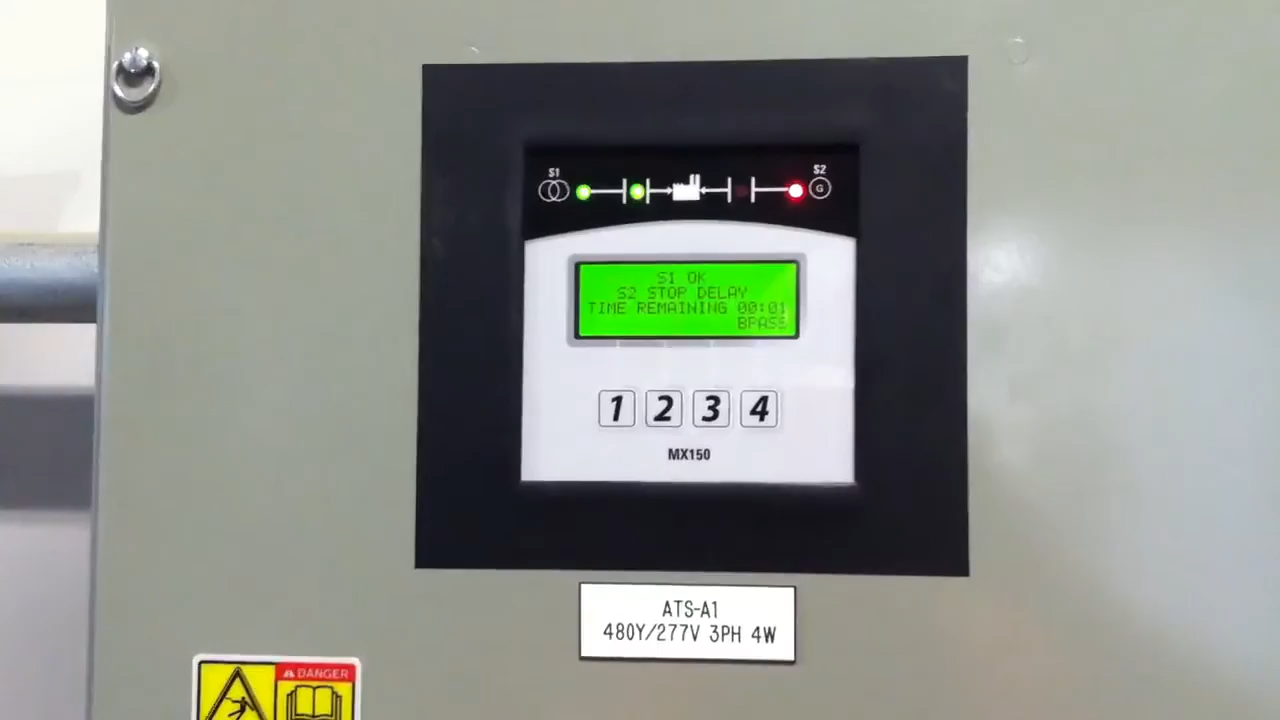 S1
S2
G
S1 OK
S2 STOP DELAY
TIME REMAINING 00:01
BPASS
1 2 3 4
MX150
ATS-A1
480Y/277V 3PH 4W
DANGER